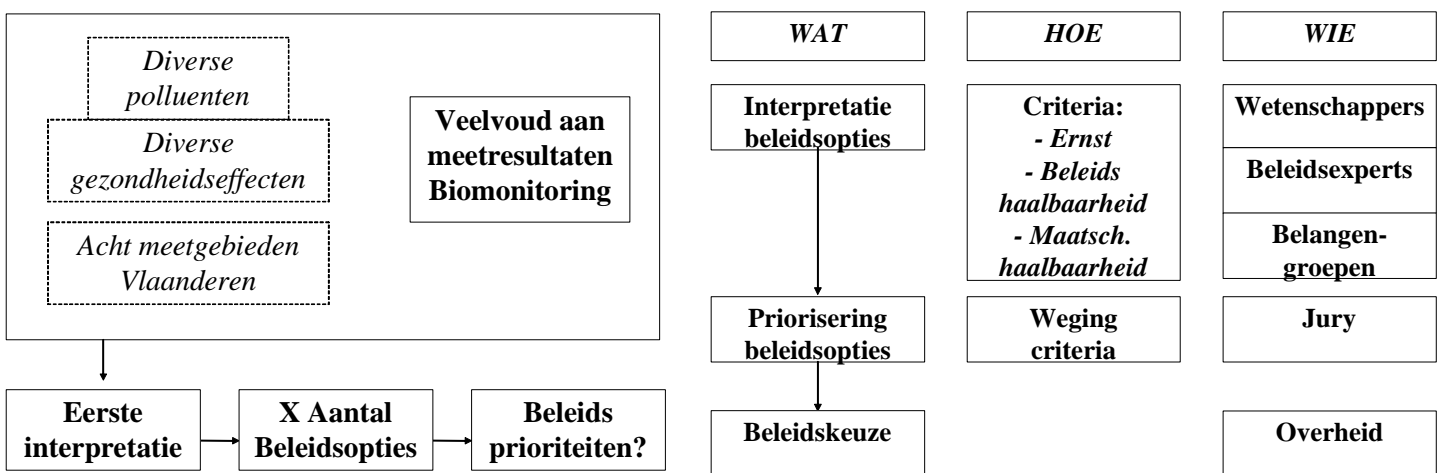 Diverse
polluenten
Diverse
gezondheidseffecten
Acht meetgebieden
Vlaanderen
Veelvoud aan
meetresultaten
Biomonitoring
Eerste
interpretatie
X Aantal
Beleidsopties
Beleids
prioriteiten?
WAT
Interpretatie
beleidsopties
Priorisering
beleidsopties
Beleidskeuze
HOE
Criteria:
- Ernst
- Beleids
haalbaarheid
- Maatsch.
haalbaarheid
Weging
criteria
WIE
Wetenschappers
Beleidsexperts
Belangen-
groepen
Jury
Overheid